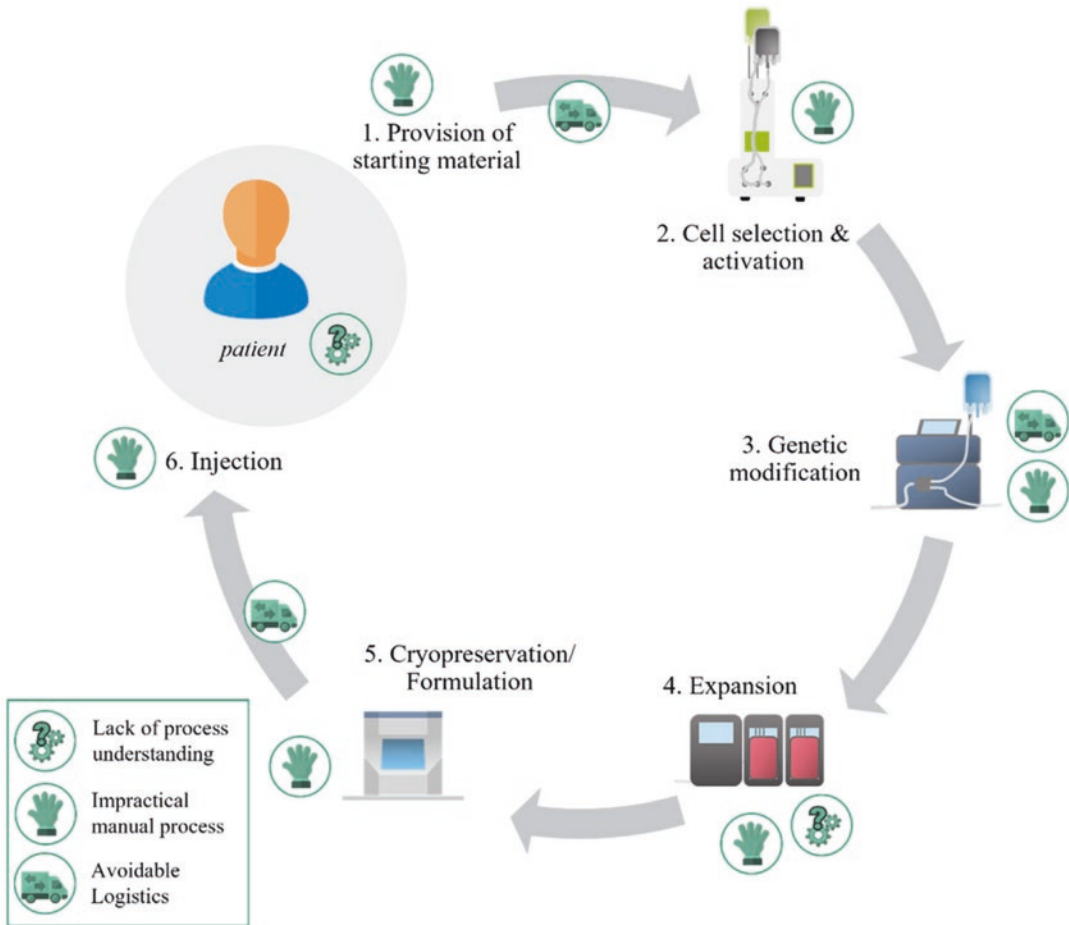 1. Provision of
starting material
2. Cell selection &
activation
patient
3. Genetic
modification
6. Injection
5. Cryopreservation/
Formulation
4. Expansion
Lack of process
understanding
Impractical
manual process
Avoidable
Logistics